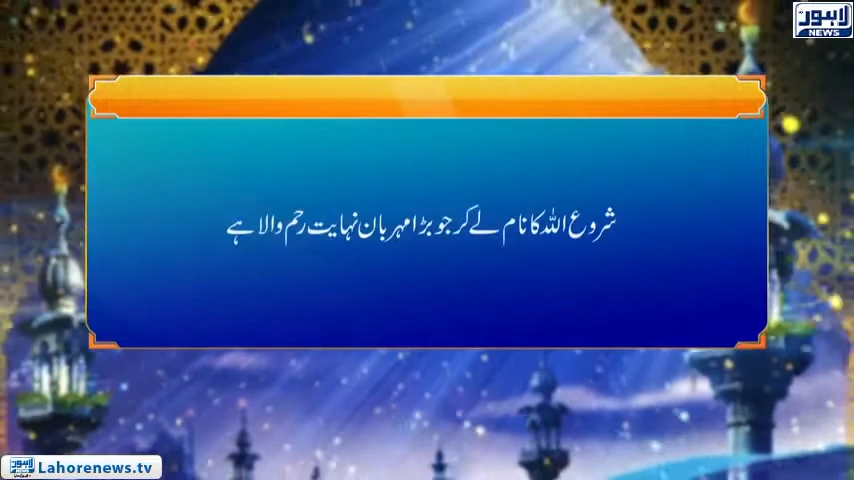 لاہور
NEWS
شروع اللہ کا نام لے کر جو بڑا مہربان نہایت رحم والا ہے
Lahorenews.tv